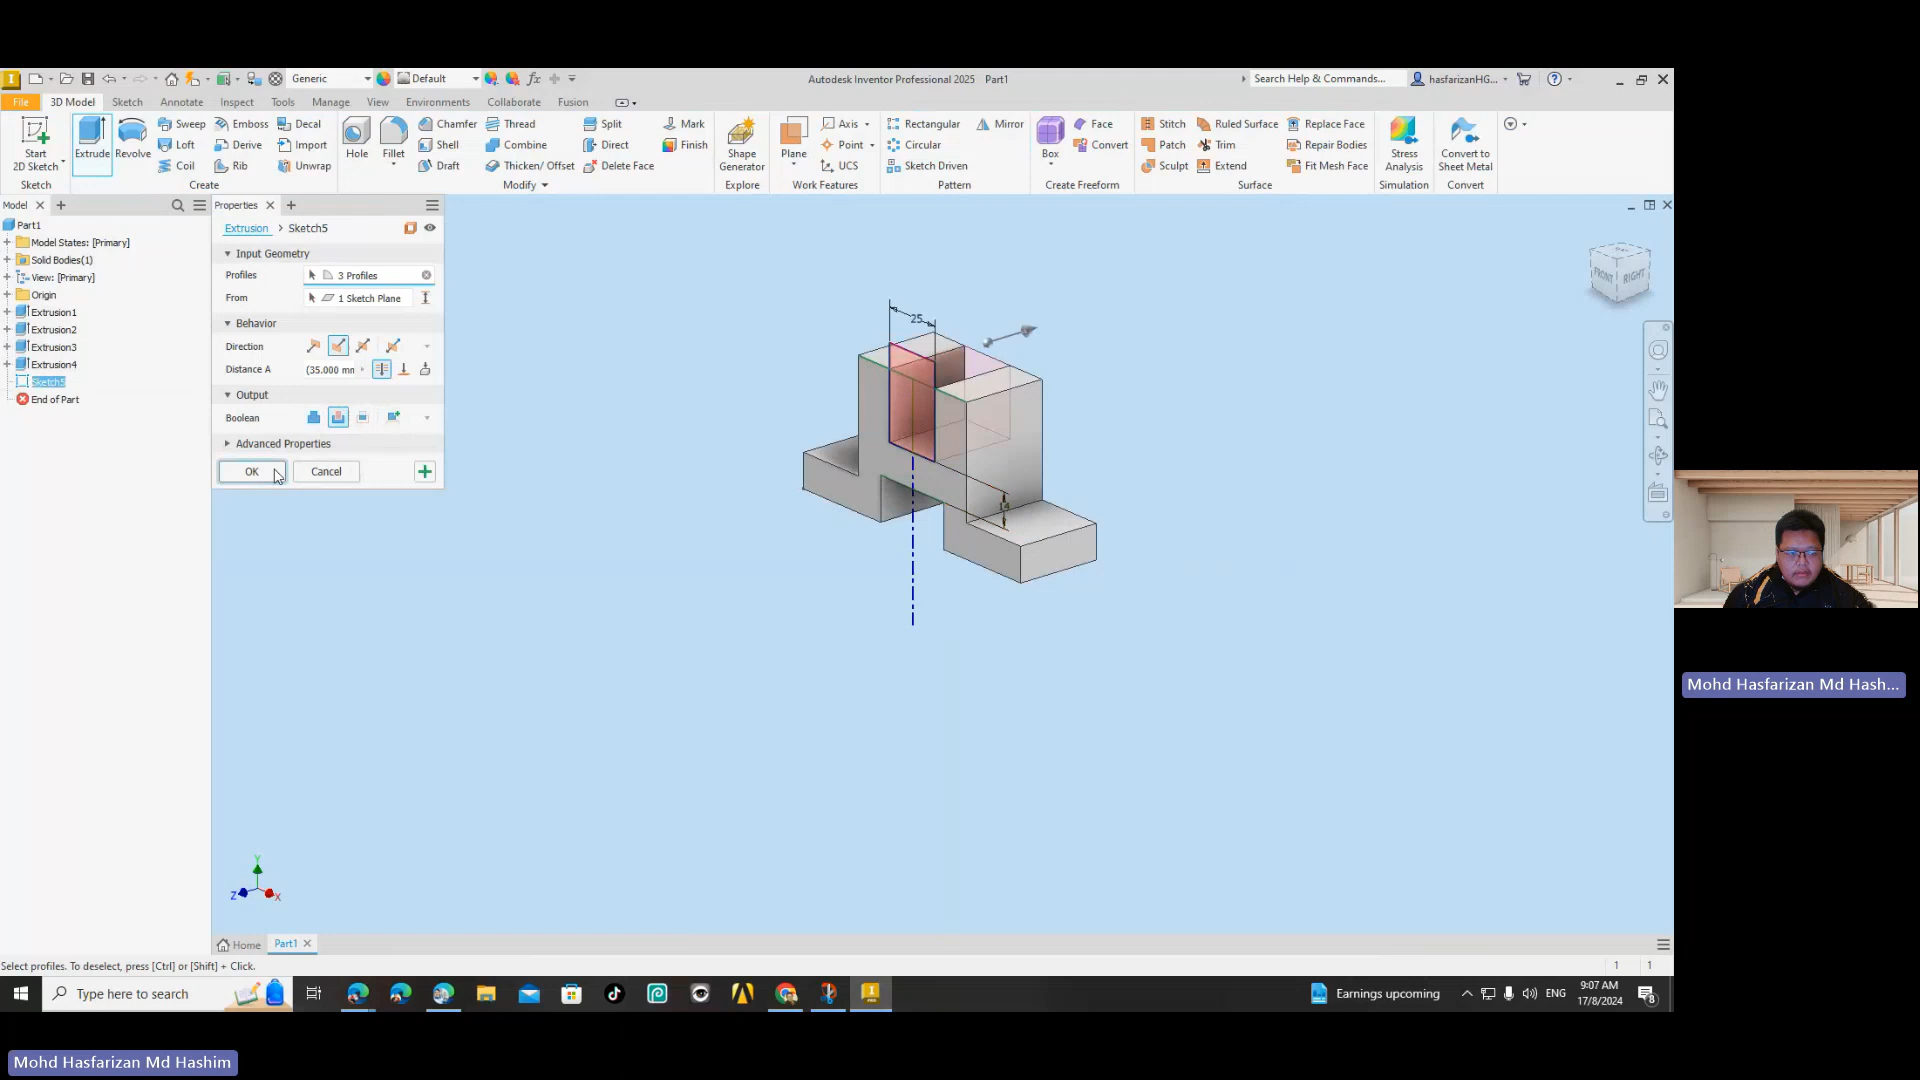 Generic
Default
Autodesk Inventor Professional 2025 Part1
Search Help & Commands...
hasfarizanHG...
File 3D Model Sketch Annotate Inspect Tools Manage View Environments Collaborate Fusion
Start
2D Sketch
Extrude Revolve
Sweep Emboss Decal
Loft Derive Import
Coil Rib Unwrap
Hole Fillet
Chamfer Thread Split Mark
Shell Combine Direct Finish
Draft Thicken/ Offset Delete Face
Shape
Generator
Plane
Axis
Point
UCS
Rectangular Mirror
Circular
Sketch Driven
Box
Face
Convert
Stitch Ruled Surface Replace Face
Patch Trim Repair Bodies
Sculpt Extend Fit Mesh Face
Stress
Analysis
Convert to
Sheet Metal
Sketch Create Modify Explore Work Features Pattern Create Freeform Surface Simulation Convert
Model
Part1
Model States: [Primary]
Solid Bodies(1)
View: [Primary]
Origin
Extrusion1
Extrusion2
Extrusion3
Extrusion4
Sketch5
End of Part
Properties
Extrusion > Sketch5
Input Geometry
Profiles 3 Profiles
From 1 Sketch Plane
Behavior
Direction
Distance A (35.000 mn
Output
Boolean
Advanced Properties
OK Cancel
25
14
FRONT RIGHT
Y
Z X
Home Part1
Select profiles. To deselect, press [Ctrl] or [Shift] + Click.
1 1
Type here to search
Earnings upcoming
ENG
9:07 AM
17/8/2024
8
Mohd Hasfarizan Md Hash...
Mohd Hasfarizan Md Hashim